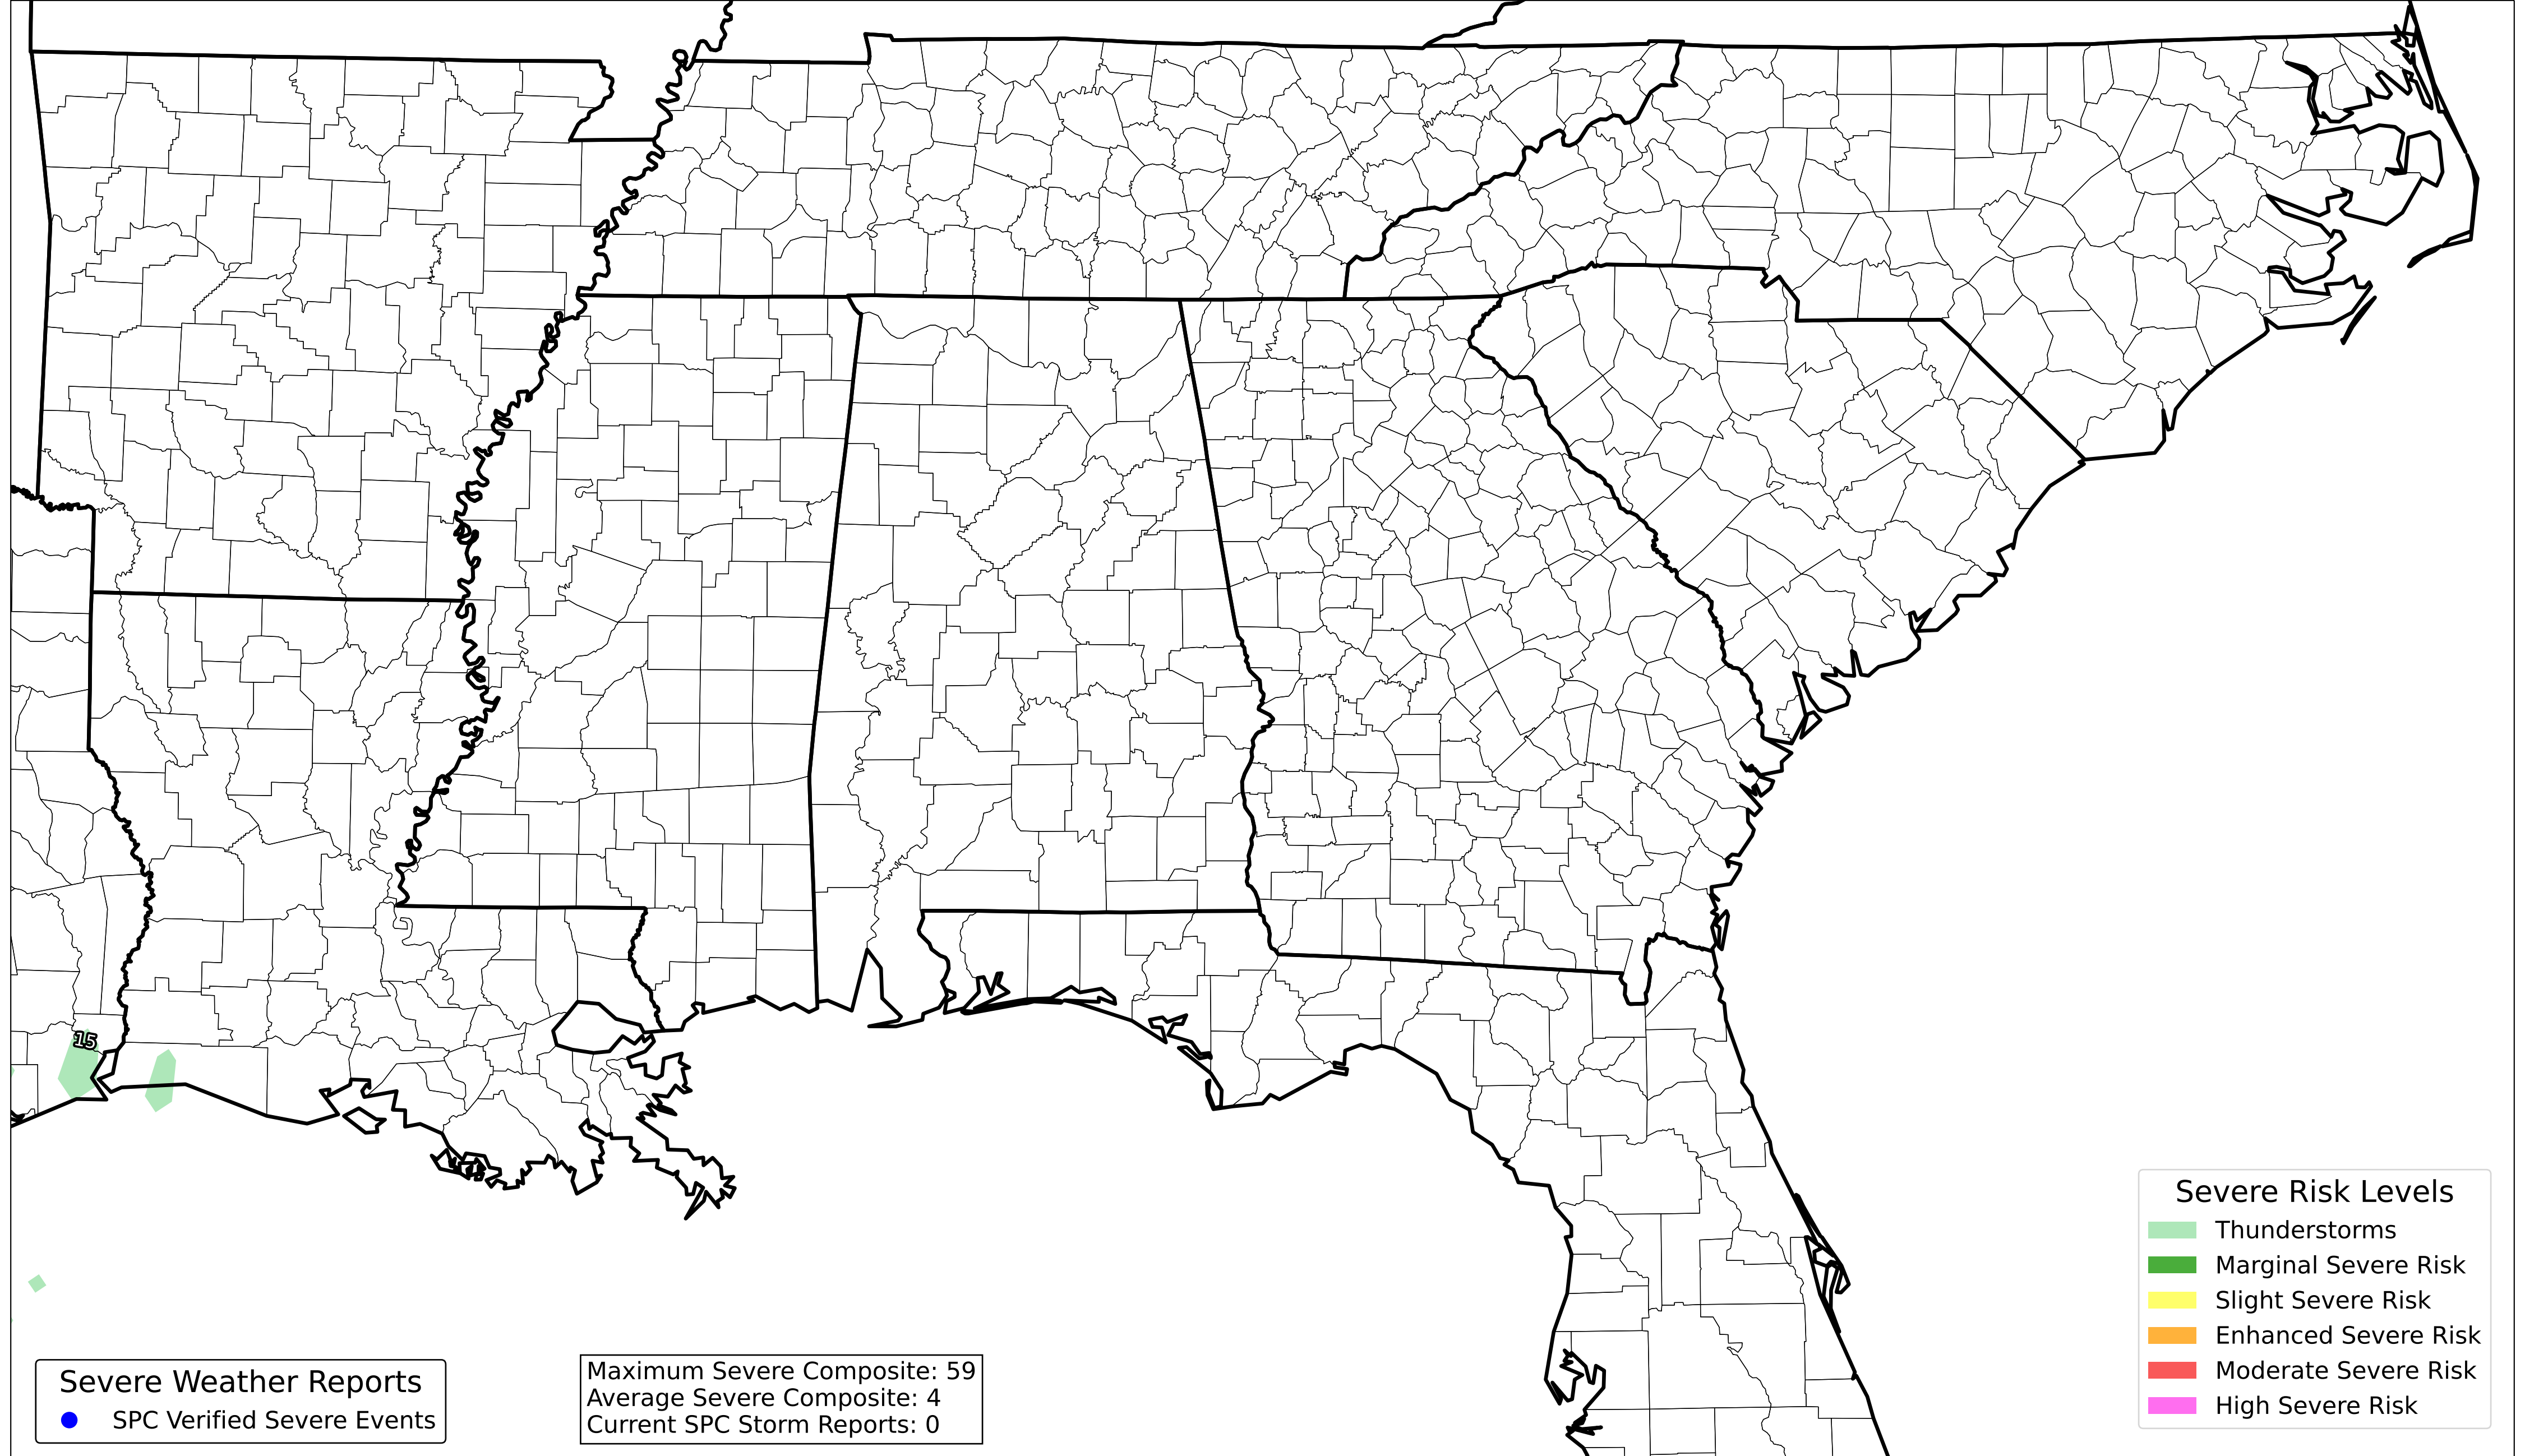 15
Severe Risk Levels
Thunderstorms
Marginal Severe Risk
Slight Severe Risk
Enhanced Severe Risk
Moderate Severe Risk
High Severe Risk
Severe Weather Reports
SPC Verified Severe Events
Maximum Severe Composite: 59
Average Severe Composite: 4
Current SPC Storm Reports: 0